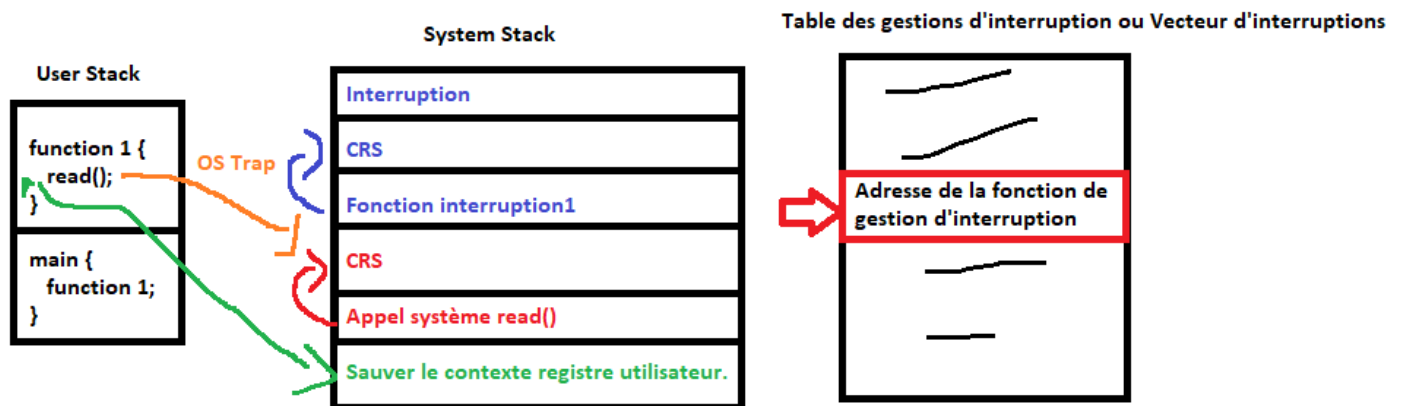 Table des gestions d'interruption ou Vecteur d'interruptions
System Stack
User Stack
function 1 {
read();
}
main {
function 1;
}
OS Trap
Interruption
CRS
Fonction interruption1
CRS
Appel système read()
Sauver le contexte registre utilisateur.
Adresse de la fonction de
gestion d'interruption